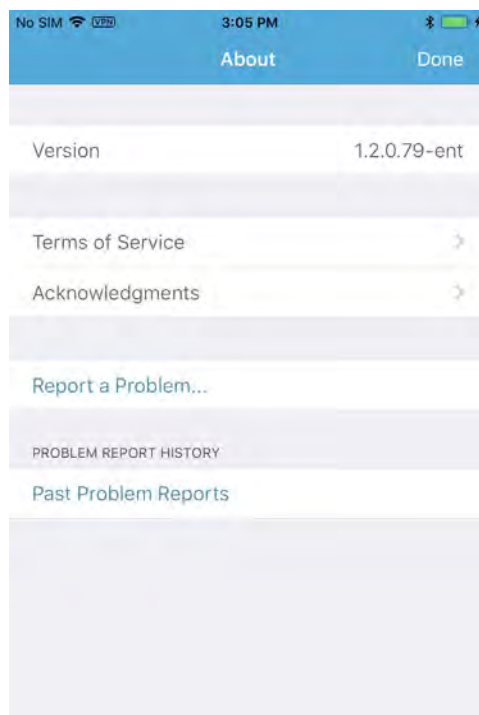 No SIM VPN 3:05 PM
About Done
Version 1.2.0.79-ent
Terms of Service
Acknowledgments
Report a Problem...
PROBLEM REPORT HISTORY
Past Problem Reports